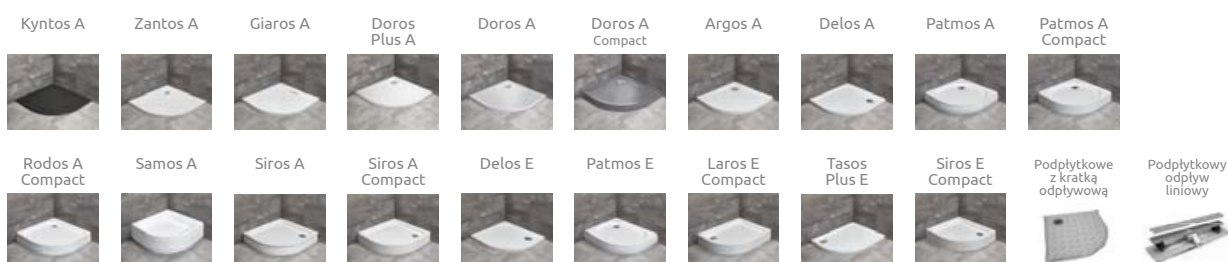 Kyntos A
Zantos A
Giaros A
Doros
Plus A
Doros A
Doros A
Compact
Argos A
Delos A
Patmos A
Patmos A
Compact
Rodos A
Compact
Samos A
Siros A
Siros A
Compact
Delos E
Patmos E
Laros E
Compact
Tasos
Plus E
Siros E
Compact
Podpłytkowe
z kratką
odpływową
Podpłytkowy
odpływ
liniowy